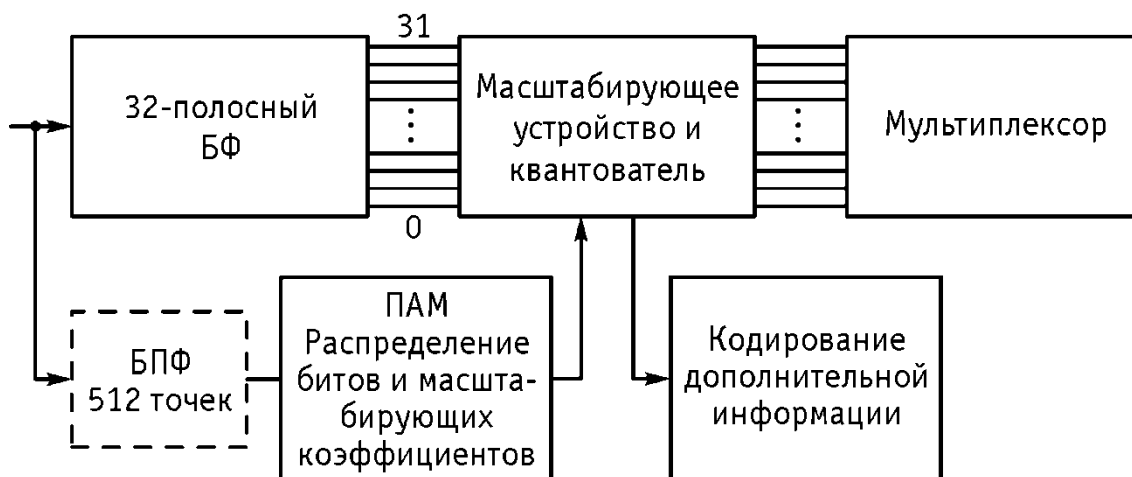 31
32-полосный
БФ
Масштабирующее
устройство и
квантователь
Мультиплексор
0
БПФ
512 точек
ПАМ
Распределение
битов и масшта-
бирующих
коэффициентов
Кодирование
дополнительной
информации